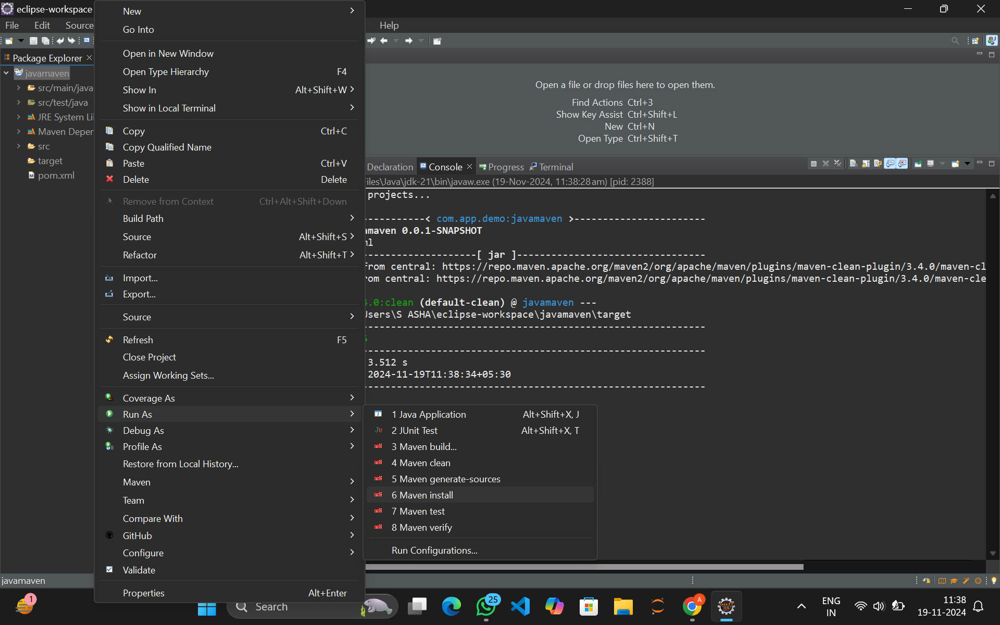 eclipse-workspace
File Edit Source
Help
Package Explorer
javamaven
src/main/java
src/test/java
JRE System Li
Maven Deper
src
target
pom.xml
New
Go Into
Open in New Window
Open Type Hierarchy F4
Show In Alt+Shift+W
Show in Local Terminal
Copy Ctrl+C
Copy Qualified Name
Paste Ctrl+V
Delete Delete
Remove from Context Ctrl+Alt+Shift+Down
Build Path
Source Alt+Shift+S
Refactor Alt+Shift+T
Import...
Export...
Source
Refresh F5
Close Project
Assign Working Sets...
Coverage As
Run As
Debug As
Profile As
Restore from Local History...
Maven
Team
Compare With
GitHub
Configure
Validate
Properties Alt+Enter
1 Java Application Alt+Shift+X, J
2 JUnit Test Alt+Shift+X, T
3 Maven build...
4 Maven clean
5 Maven generate-sources
6 Maven install
7 Maven test
8 Maven verify
Run Configurations...
Open a file or drop files here to open them.
Find Actions Ctrl+3
Show Key Assist Ctrl+Shift+L
New Ctrl+N
Open Type Ctrl+Shift+T
Declaration Console Progress Terminal
iles\Java\jdk-21\bin\javaw.exe (19-Nov-2024, 11:38:28 am) [pid: 2388]
projects...
-----------< com.app.demo:javamaven >-----------------------
amaven 0.0.1-SNAPSHOT
ml
--------------------[ jar ]---------------------------------
from central: https://repo.maven.apache.org/maven2/org/apache/maven/plugins/maven-clean-plugin/3.4.0/maven-cl
rom central: https://repo.maven.apache.org/maven2/org/apache/maven/plugins/maven-clean-plugin/3.4.0/maven-cle
4.0:clean (default-clean) @ javamaven ---
Users\S ASHA\eclipse-workspace\javamaven\target
------------------------------------------------------------
S
------------------------------------------------------------
3.512 s
2024-11-19T11:38:34+05:30
------------------------------------------------------------
javamaven
1
Search
25
A
ENG
IN
11:38
19-11-2024